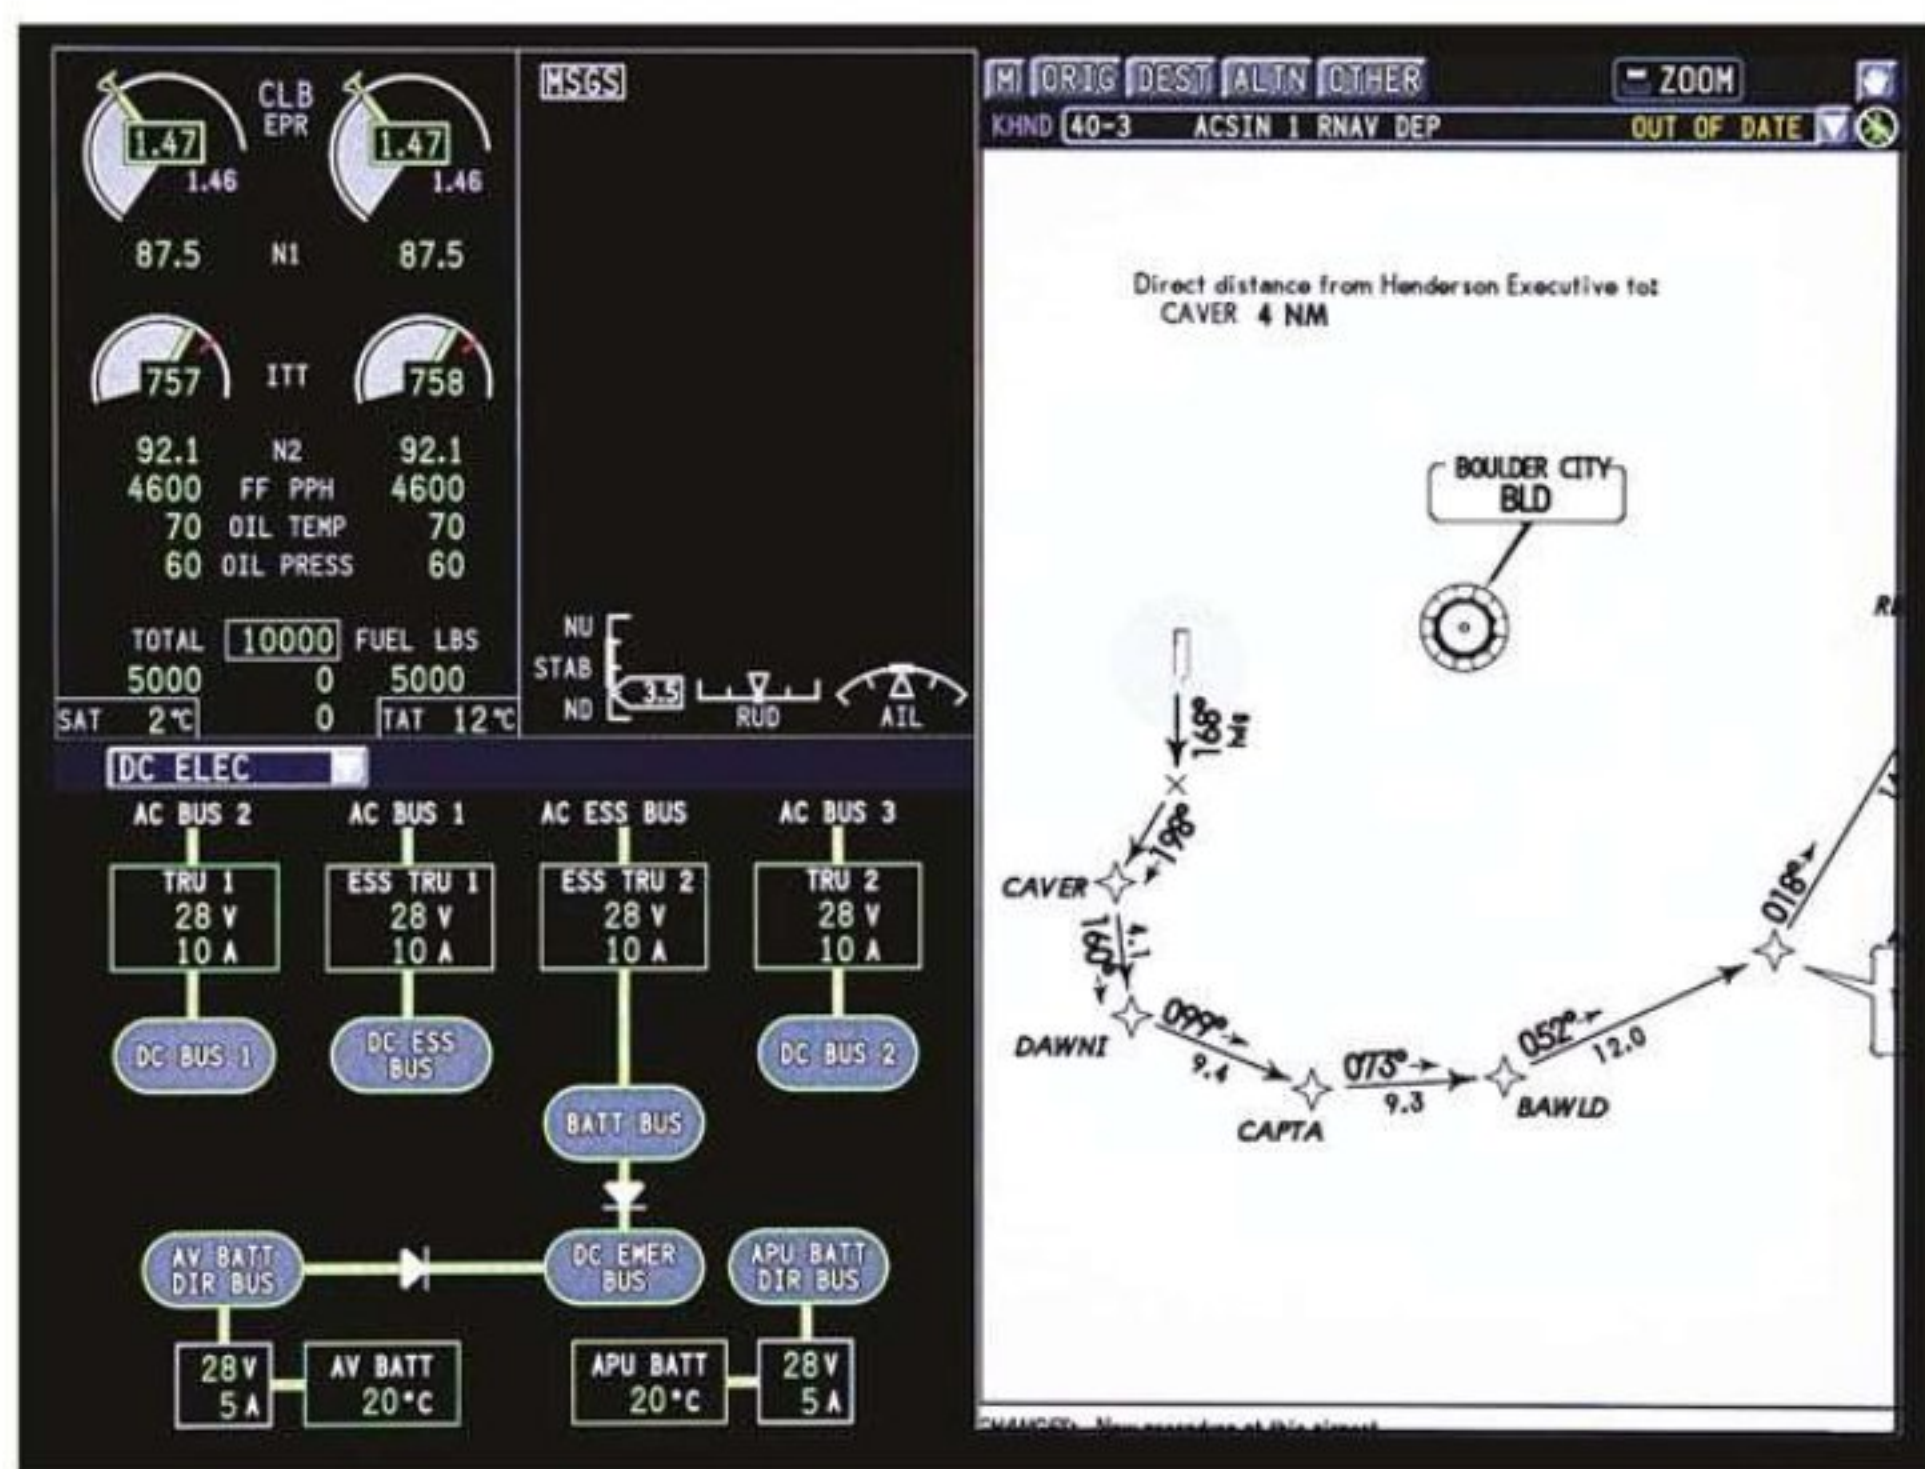 CLB
EPR
1.47
1.47
1.46
1.46
87.5 N1 87.5
757 ITT 758
92.1 N2 92.1
4600 FF PPH 4600
70 OIL TEMP 70
60 OIL PRESS 60
TOTAL 10000 FUEL LBS
5000 0 5000
SAT 2°C 0 TAT 12°C
MSGS
NU
STAB
ND
3.5
RUD
AIL
DC ELEC
AC BUS 2 AC BUS 1 AC ESS BUS AC BUS 3
TRU 1 ESS TRU 1 ESS TRU 2 TRU 2
28 V 28 V 28 V 28 V
10 A 10 A 10 A 10 A
DC BUS 1
DC ESS
BUS
DC BUS 2
BATT BUS
AV BATT
DIR BUS
DC EMER
BUS
APU BATT
DIR BUS
28 V
5 A
AV BATT
20°C
APU BATT
20°C
28 V
5 A
M ORIG DEST ALTN OTHER - ZOOM
KHND 40-3 ACSIN 1 RNAV DEP OUT OF DATE
Direct distance from Henderson Executive to:
CAVER 4 NM
BOULDER CITY
BLD
168°
198°
CAVER
169°
4.1
DAWNI
099°
9.4
CAPTA
073°
9.3
BAWLD
052°
12.0
018°
New procedure at this airport